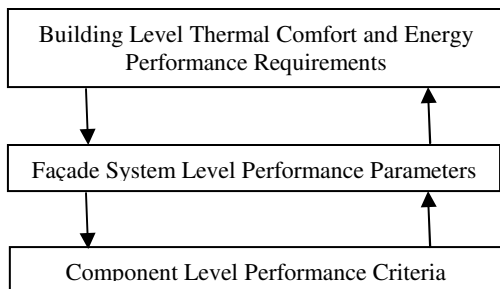 Building Level Thermal Comfort and Energy
Performance Requirements
Façade System Level Performance Parameters
Component Level Performance Criteria